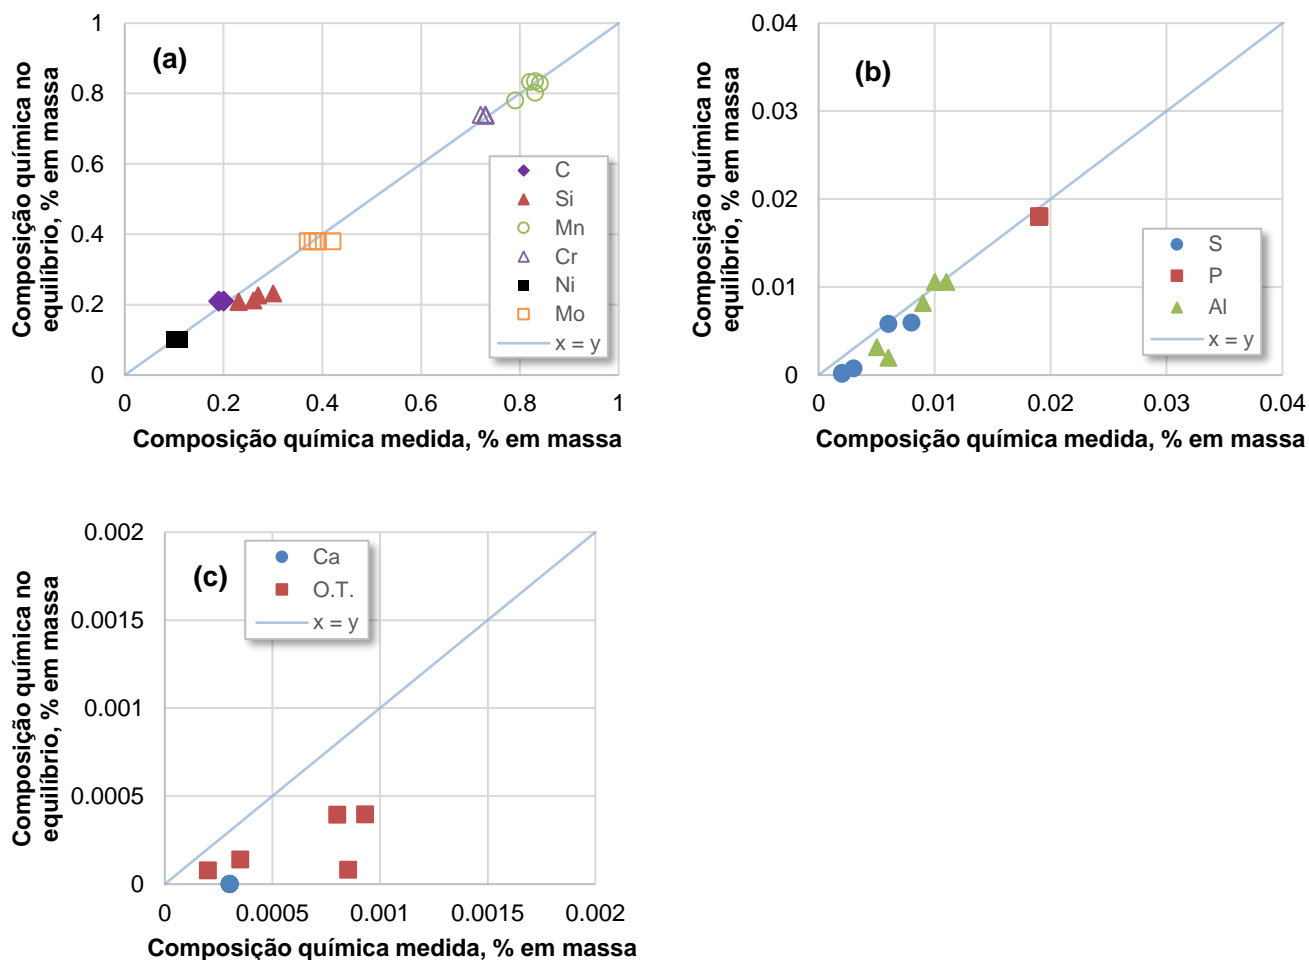 (a)
Composição química no
equilíbrio, % em massa
1
0.8
0.6
0.4
0.2
0
0 0.2 0.4 0.6 0.8 1
Composição química medida, % em massa
C
Si
Mn
Cr
Ni
Mo
x = y
(b)
Composição química no
equilíbrio, % em massa
0.04
0.03
0.02
0.01
0
0 0.01 0.02 0.03 0.04
Composição química medida, % em massa
S
P
Al
x = y
(c)
Composição química no
equilíbrio, % em massa
0.002
0.0015
0.001
0.0005
0
0 0.0005 0.001 0.0015 0.002
Composição química medida, % em massa
Ca
O.T.
x = y